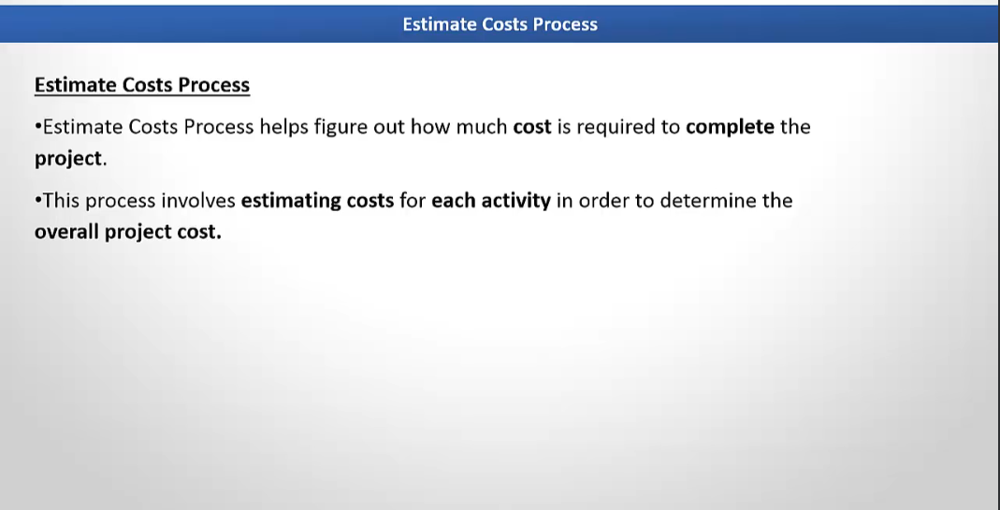 Estimate Costs Process
Estimate Costs Process
•Estimate Costs Process helps figure out how much cost is required to complete the
project.
•This process involves estimating costs for each activity in order to determine the
overall project cost.